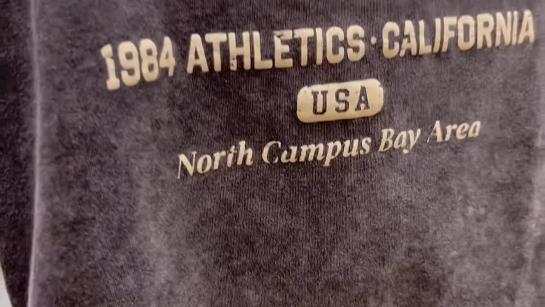 1984 ATHLETICS·CALIFORNIA
USA
North Campus Bay Area